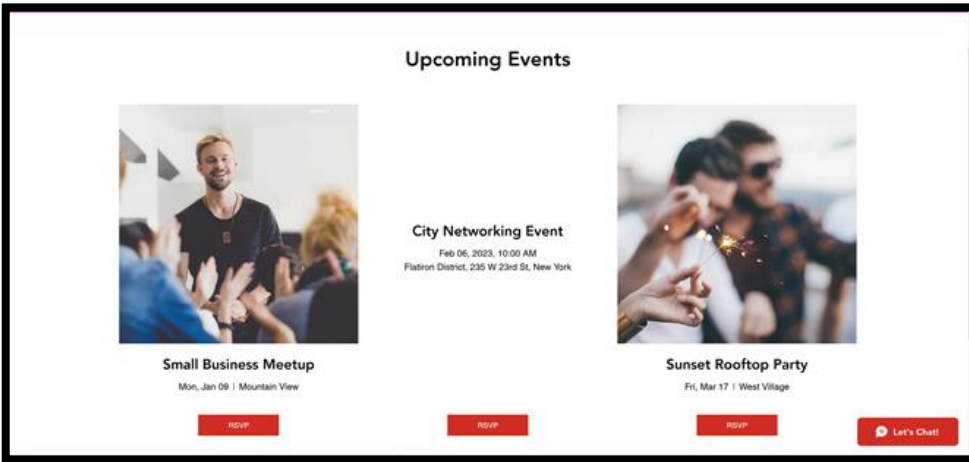 Upcoming Events
Small Business Meetup
Mon, Jan 09 | Mountain View
RSVP
City Networking Event
Feb 06, 2023, 10:00 AM
Flatiron District, 235 W 23rd St, New York
RSVP
Sunset Rooftop Party
Fri, Mar 17 | West Village
RSVP
Let's Chat!